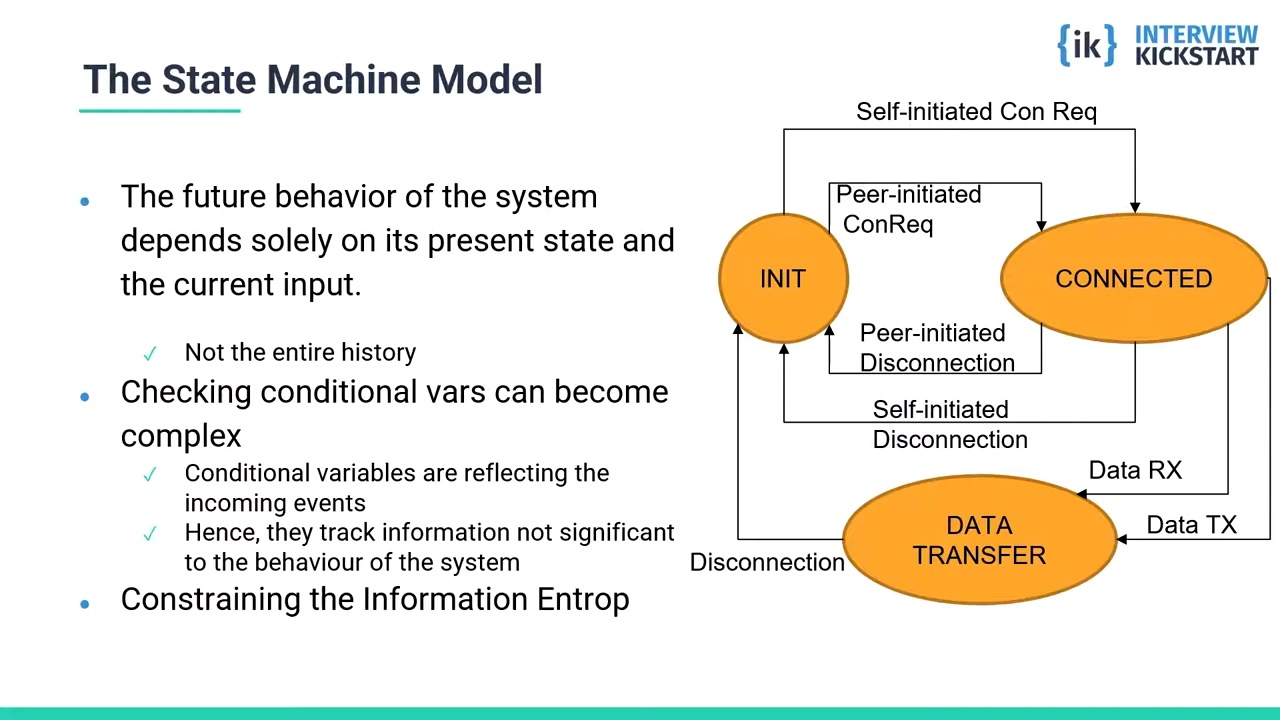 {ik} INTERVIEW
KICKSTART
The State Machine Model
The future behavior of the system
depends solely on its present state and
the current input.
✓ Not the entire history
Checking conditional vars can become
complex
✓ Conditional variables are reflecting the
incoming events
✓ Hence, they track information not significant
to the behaviour of the system
Constraining the Information Entrop
Self-initiated Con Req
Peer-initiated
ConReq
INIT
CONNECTED
Peer-initiated
Disconnection
Self-initiated
Disconnection
Data RX
Data TX
DATA
TRANSFER
Disconnection